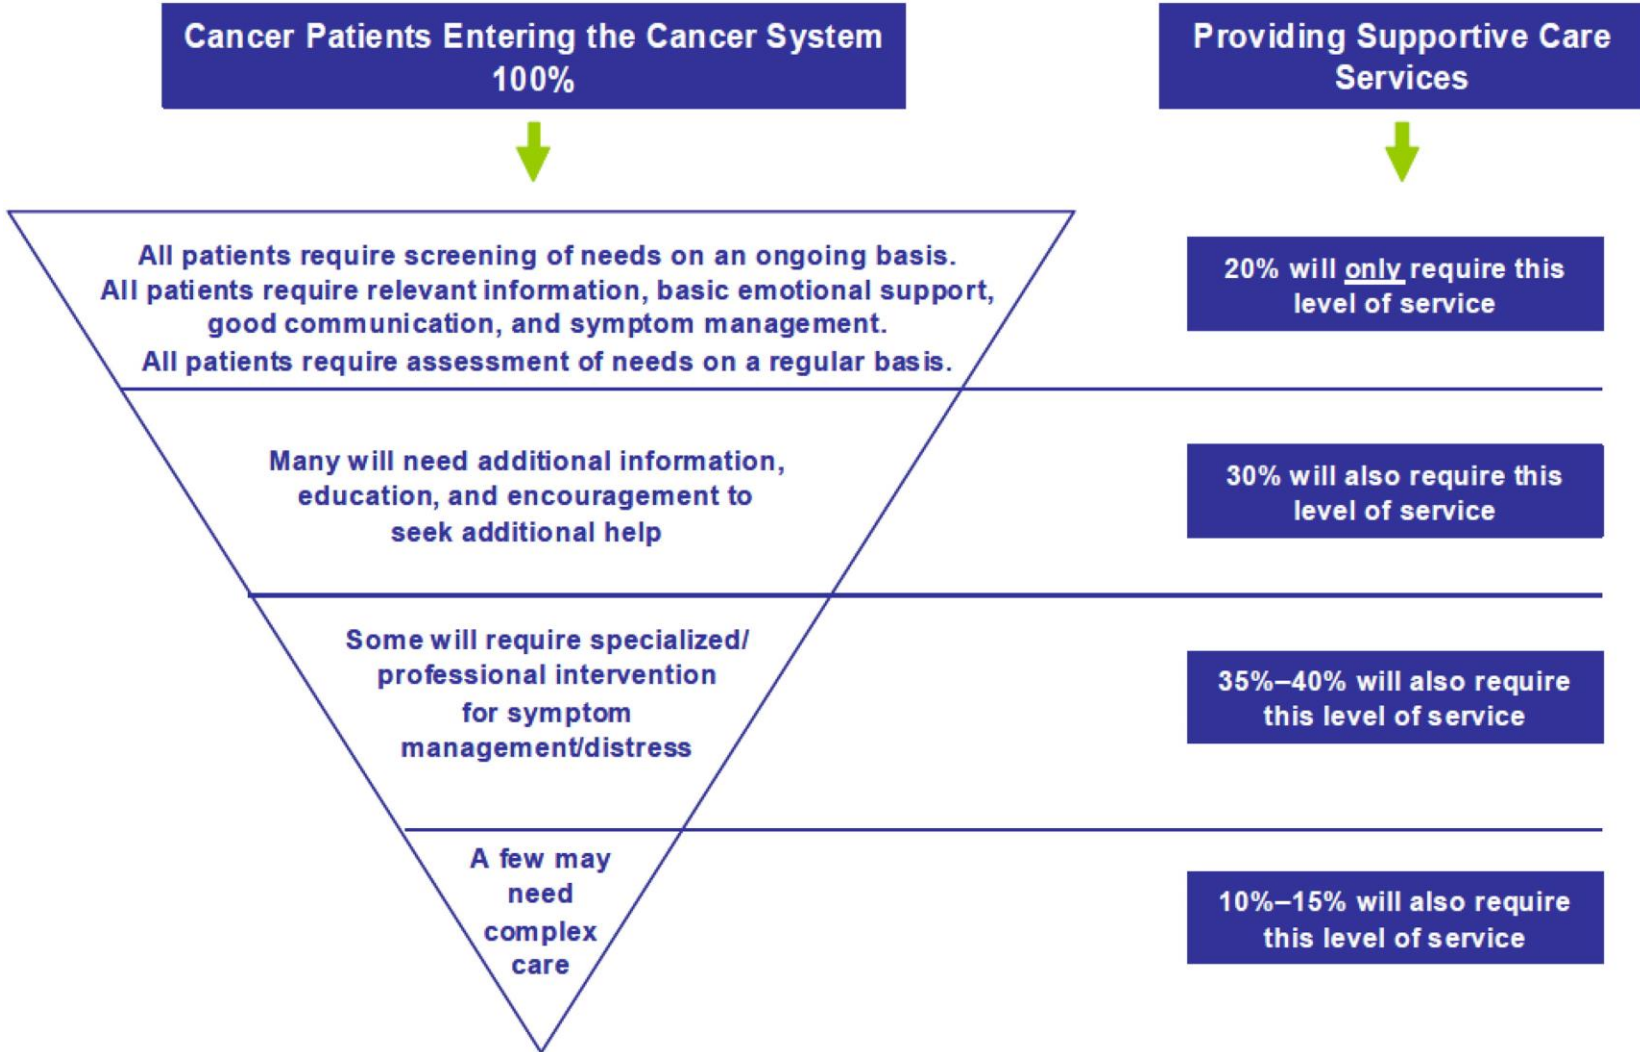 Cancer Patients Entering the Cancer System
100%
Providing Supportive Care
Services
All patients require screening of needs on an ongoing basis.
All patients require relevant information, basic emotional support,
good communication, and symptom management.
All patients require assessment of needs on a regular basis.
20% will only require this
level of service
Many will need additional information,
education, and encouragement to
seek additional help
30% will also require this
level of service
Some will require specialized/
professional intervention
for symptom
management/distress
35%–40% will also require
this level of service
A few may
need
complex
care
10%–15% will also require
this level of service